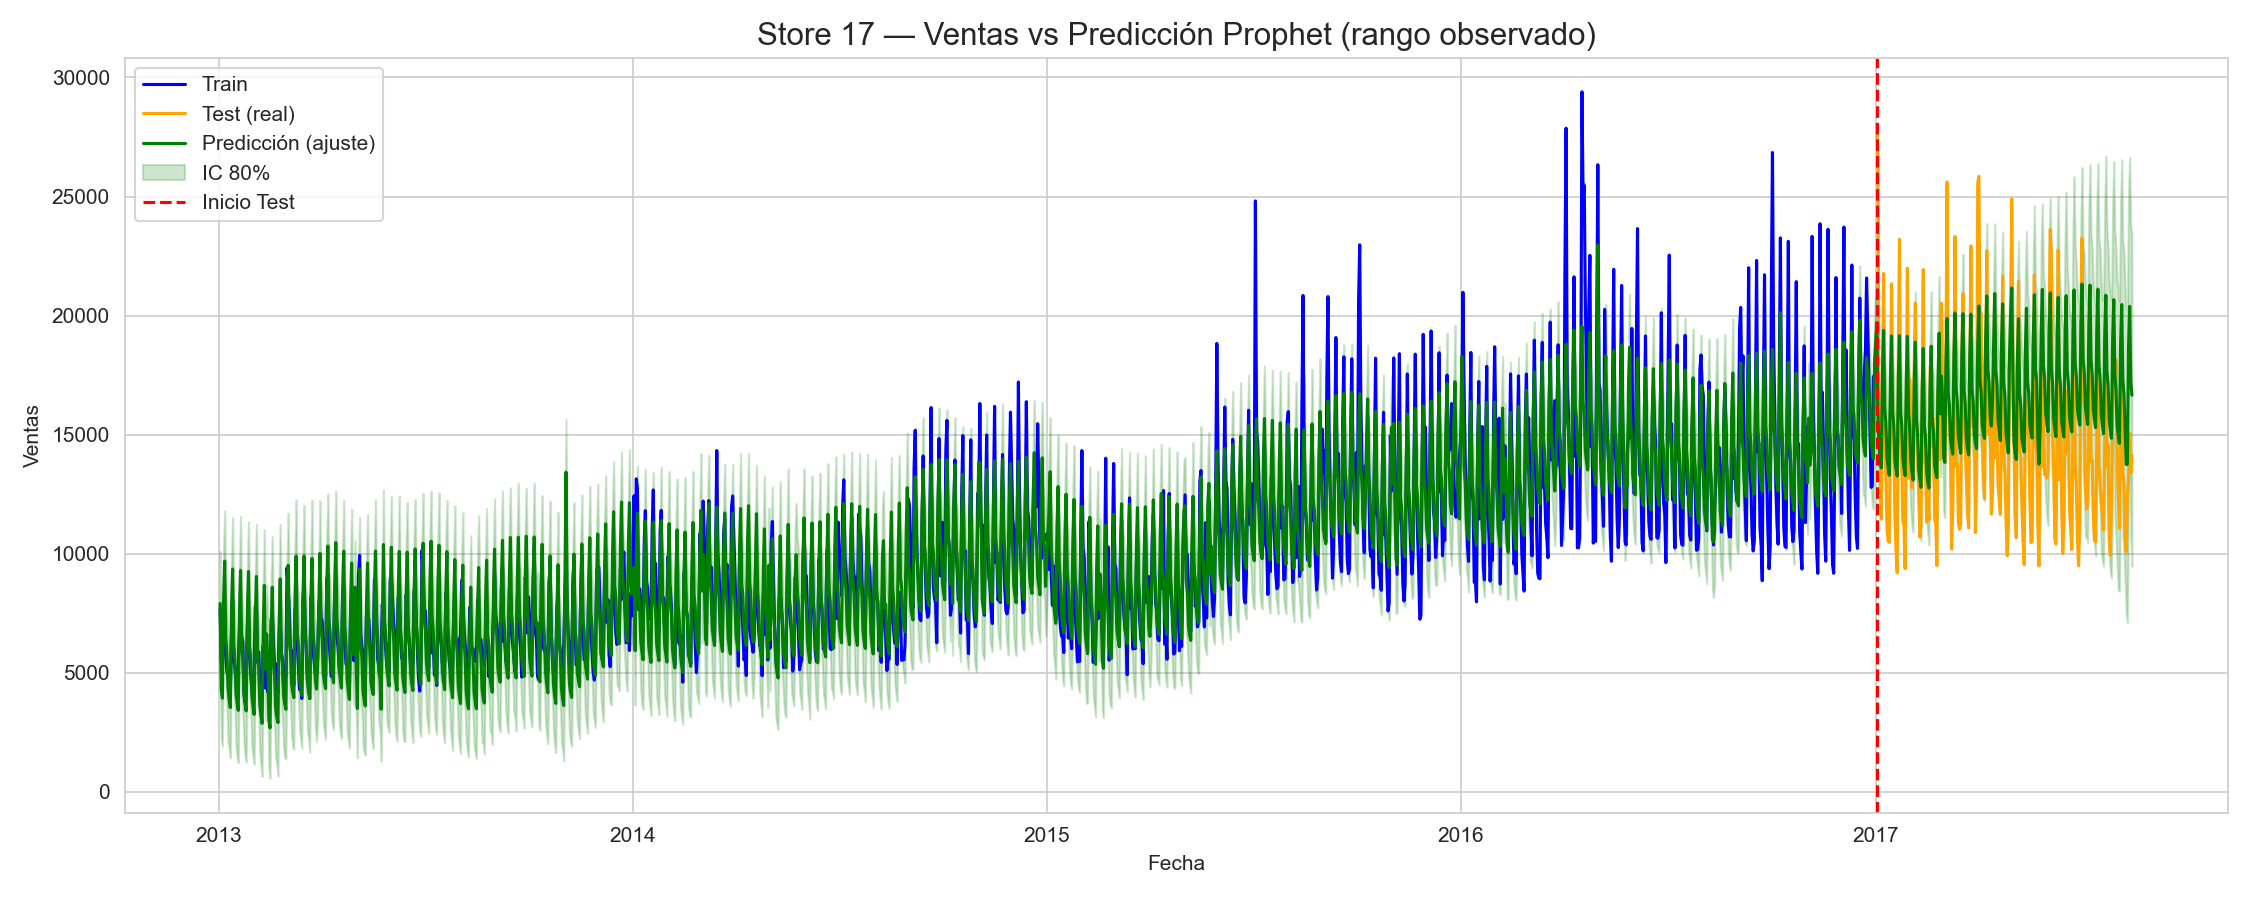 Store 17 — Ventas vs Predicción Prophet (rango observado)
Train
Test (real)
Predicción (ajuste)
IC 80%
Inicio Test
30000
25000
20000
15000
10000
5000
0
Ventas
2013
2014
2015
2016
2017
Fecha